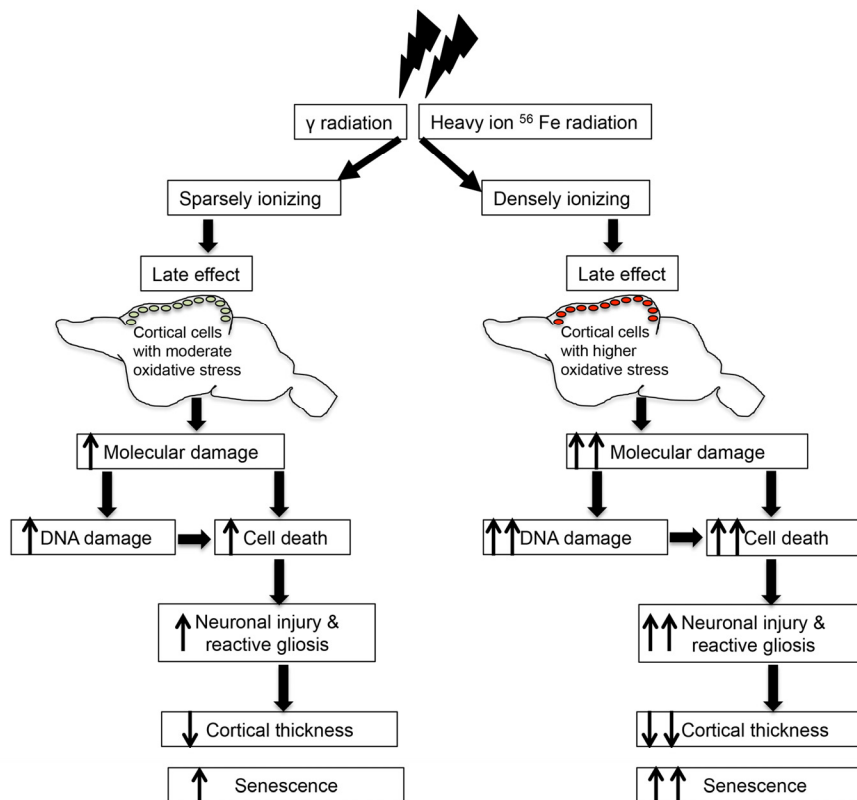 γ radiation
Heavy ion ⁵⁶ Fe radiation
Sparsely ionizing
Densely ionizing
Late effect
Late effect
Cortical cells
with moderate
oxidative stress
Cortical cells
with higher
oxidative stress
Molecular damage
Molecular damage
DNA damage
Cell death
DNA damage
Cell death
Neuronal injury &
reactive gliosis
Neuronal injury &
reactive gliosis
Cortical thickness
Cortical thickness
Senescence
Senescence